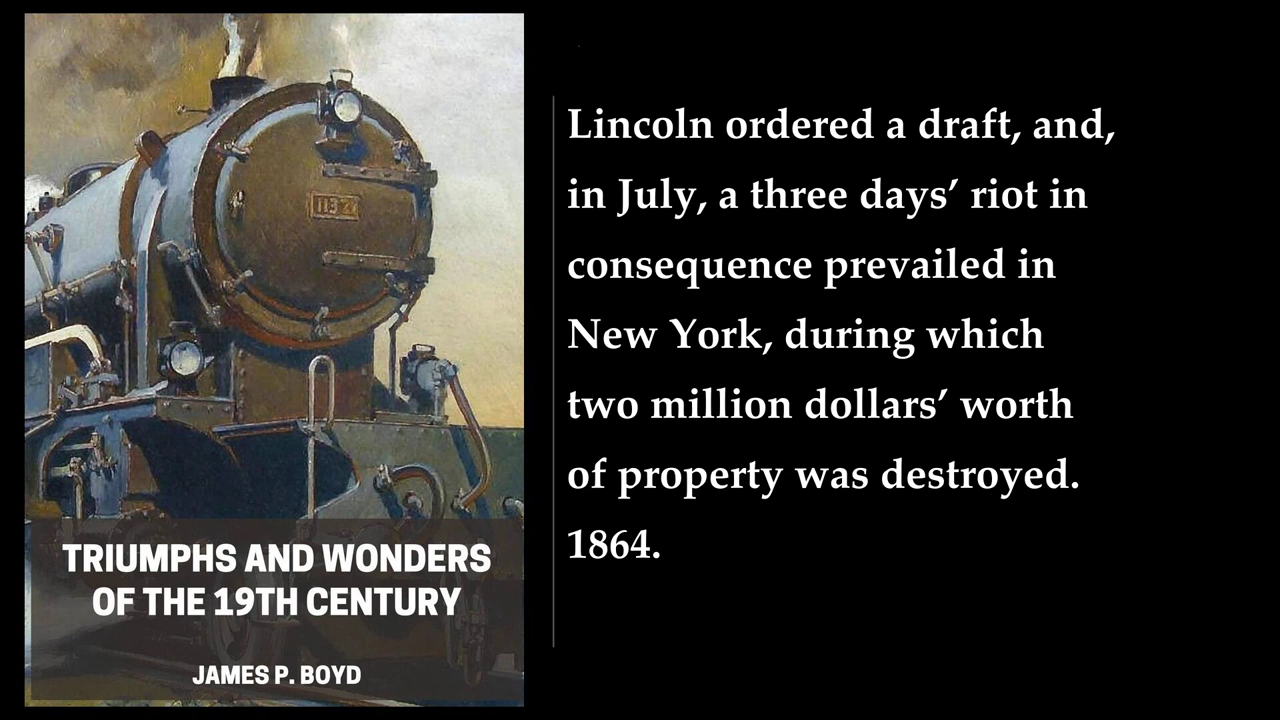 Lincoln ordered a draft, and,
in July, a three days’ riot in
consequence prevailed in
New York, during which
two million dollars’ worth
of property was destroyed.
1864.
TRIUMPHS AND WONDERS
OF THE 19TH CENTURY
JAMES P. BOYD